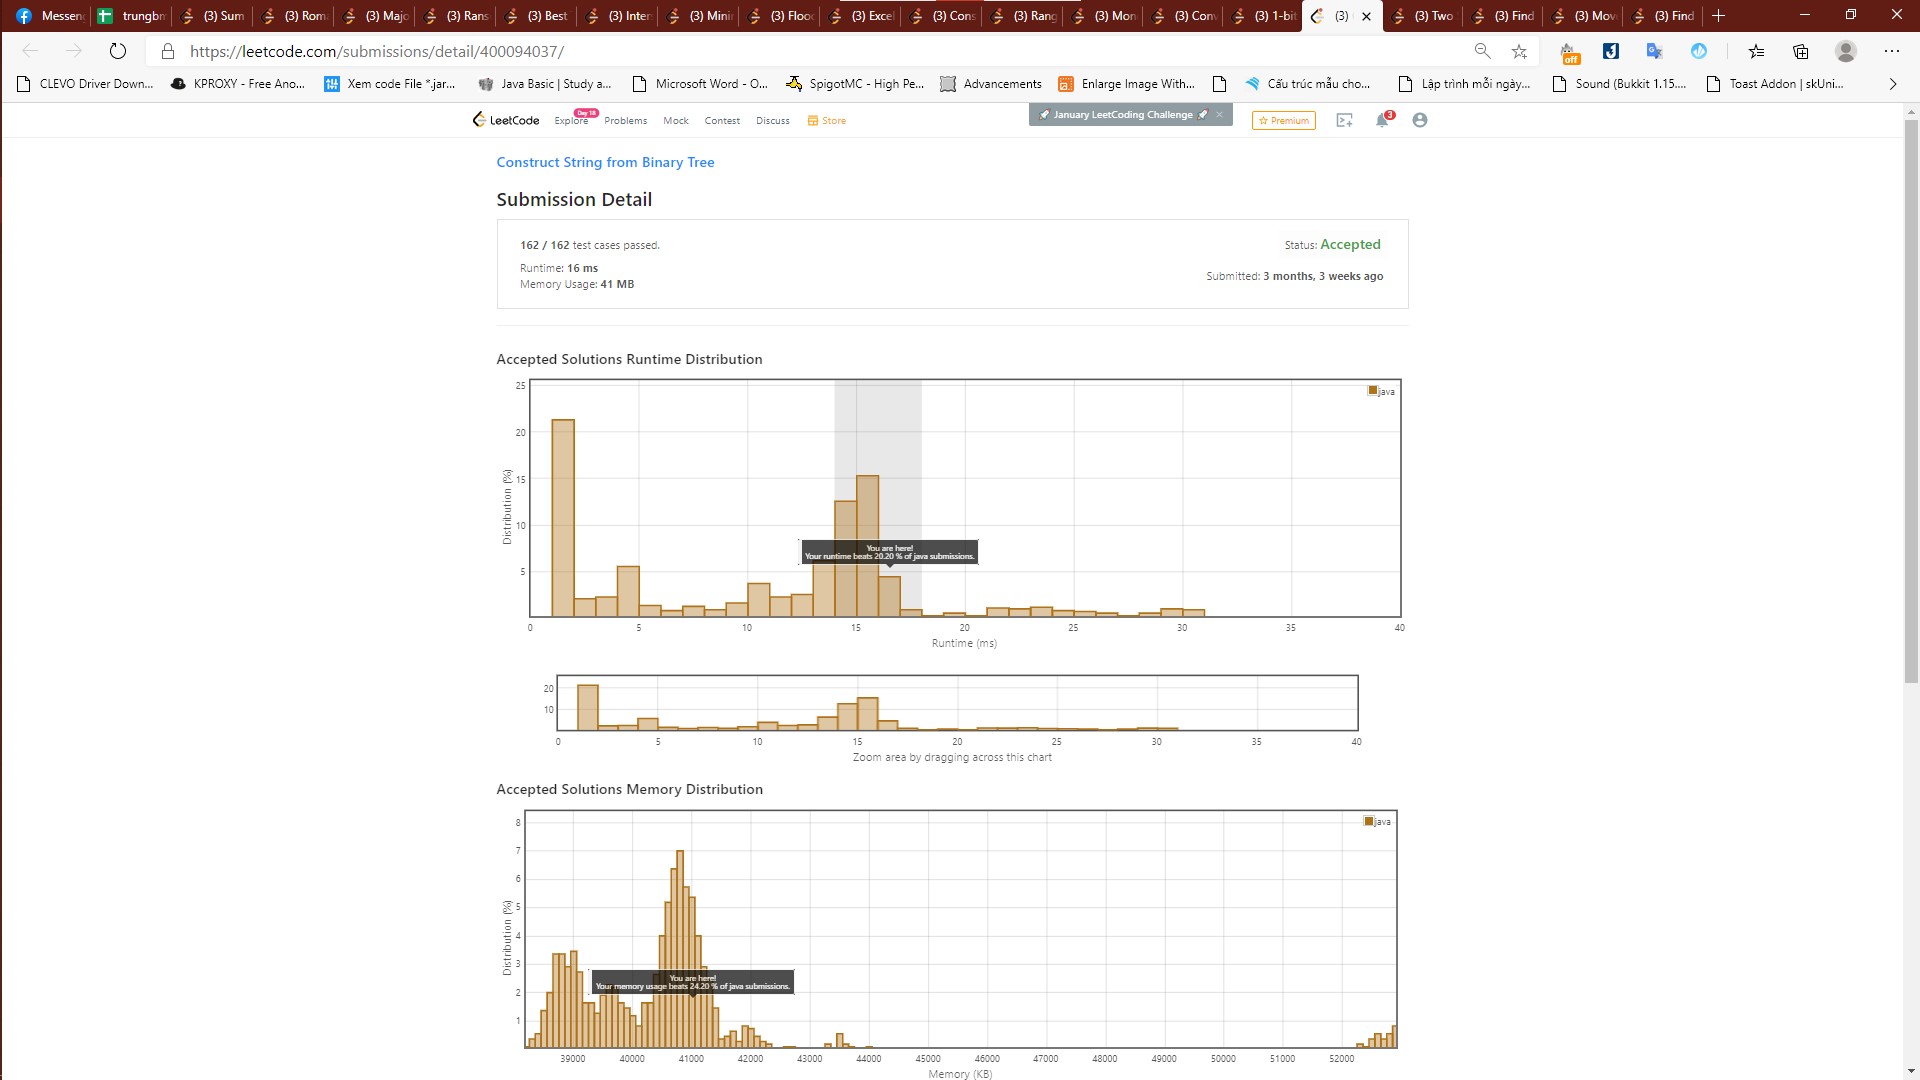 Messen
trungbn
(3) Sum
(3) Rom
(3) Majo
(3) Rans
(3) Best
(3) Inter
(3) Mini
(3) Floo
(3) Excel
(3) Cons
(3) Rang
(3) Mon
(3) Con
(3) 1-bit
(3)
(3) Two
(3) Find
(3) Mov
(3) Find
https://leetcode.com/submissions/detail/400094037/
off
CLEVO Driver Down...
KPROXY - Free Ano...
Xem code File *.jar...
Java Basic | Study a...
Microsoft Word - O...
SpigotMC - High Pe...
Advancements
Enlarge Image With...
Cấu trúc mẫu cho...
Lập trình mỗi ngày...
Sound (Bukkit 1.15....
Toast Addon | skUni...
LeetCode
Explore
Day 18
Problems
Mock
Contest
Discuss
Store
January LeetCoding Challenge
Premium
3
Construct String from Binary Tree
Submission Detail
162 / 162 test cases passed.
Status: Accepted
Runtime: 16 ms
Memory Usage: 41 MB
Submitted: 3 months, 3 weeks ago
Accepted Solutions Runtime Distribution
java
25
20
15
10
5
Distribution (%)
You are here!
Your runtime beats 20.20 % of java submissions.
0 5 10 15 20 25 30 35 40
Runtime (ms)
20
10
0 5 10 15 20 25 30 35 40
Zoom area by dragging across this chart
Accepted Solutions Memory Distribution
java
8
7
6
5
4
3
2
1
Distribution (%)
You are here!
Your memory usage beats 24.20 % of java submissions.
39000 40000 41000 42000 43000 44000 45000 46000 47000 48000 49000 50000 51000 52000
Memory (KB)